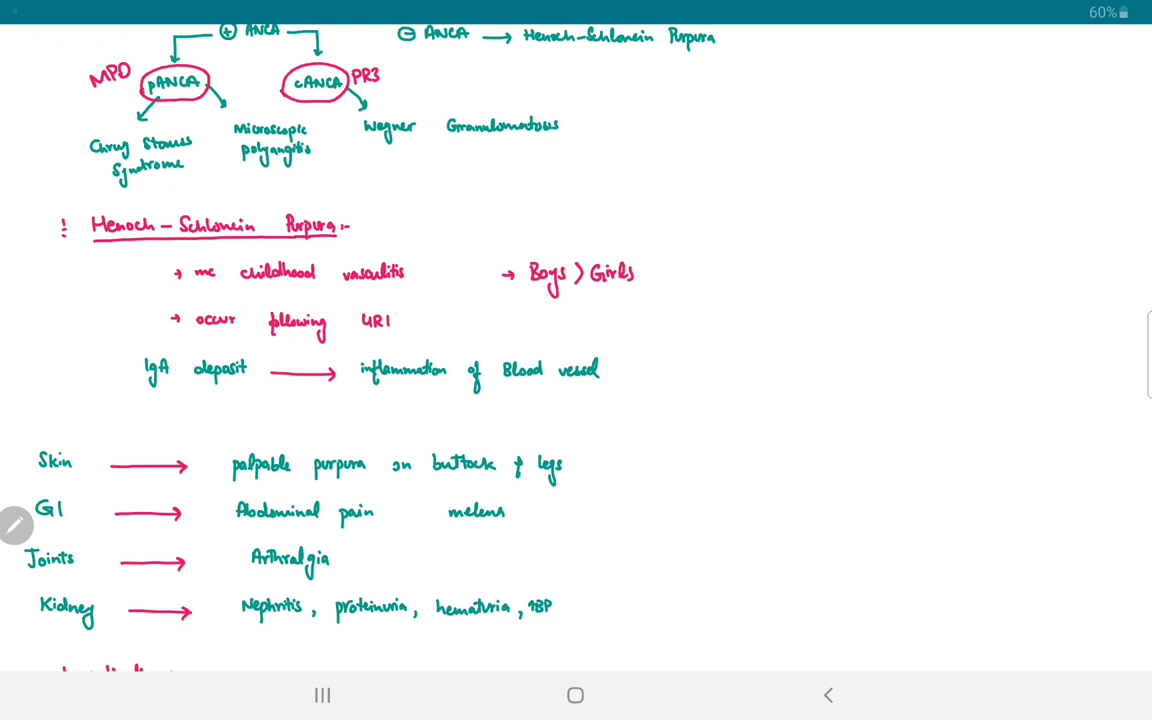 60%
⊕ ANCA ⊖ ANCA → Henoch-Schlonein Purpura
MPO pANCA cANCA PR3
Chrug Stauss Syndrome
Microscopic polyangitis
Wegner Granulomatous
! Henoch - Schlonein Purpura :-
→ mc childhood vasculitis → Boys > Girls
→ occur following URI
IgA deposit → inflammation of Blood vessel
Skin → palpable purpura on buttock & legs
GI → Abdominal pain melena
Joints → Arthralgia
Kidney → Nephritis, proteinuria, hematuria, ↑BP